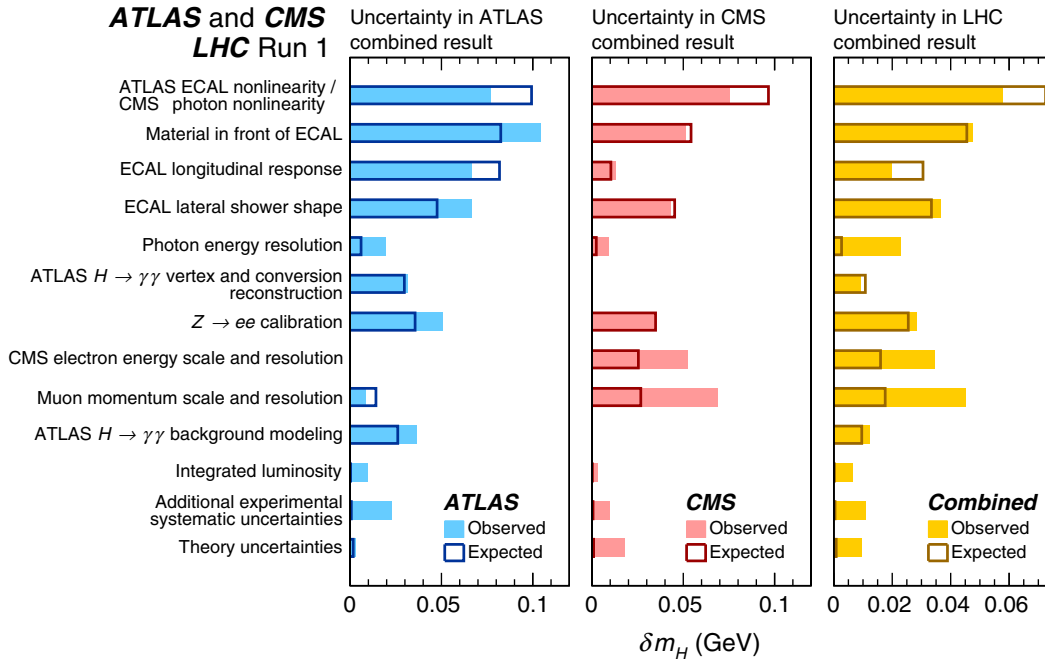 ATLAS and CMS
LHC Run 1
Uncertainty in ATLAS
combined result
Uncertainty in CMS
combined result
Uncertainty in LHC
combined result
ATLAS ECAL nonlinearity /
CMS photon nonlinearity
Material in front of ECAL
ECAL longitudinal response
ECAL lateral shower shape
Photon energy resolution
ATLAS H → γγ vertex and conversion
reconstruction
Z → ee calibration
CMS electron energy scale and resolution
Muon momentum scale and resolution
ATLAS H → γγ background modeling
Integrated luminosity
Additional experimental
systematic uncertainties
Theory uncertainties
ATLAS
Observed
Expected
CMS
Observed
Expected
Combined
Observed
Expected
0 0.05 0.1
0 0.05 0.1
0 0.02 0.04 0.06
δm_H (GeV)